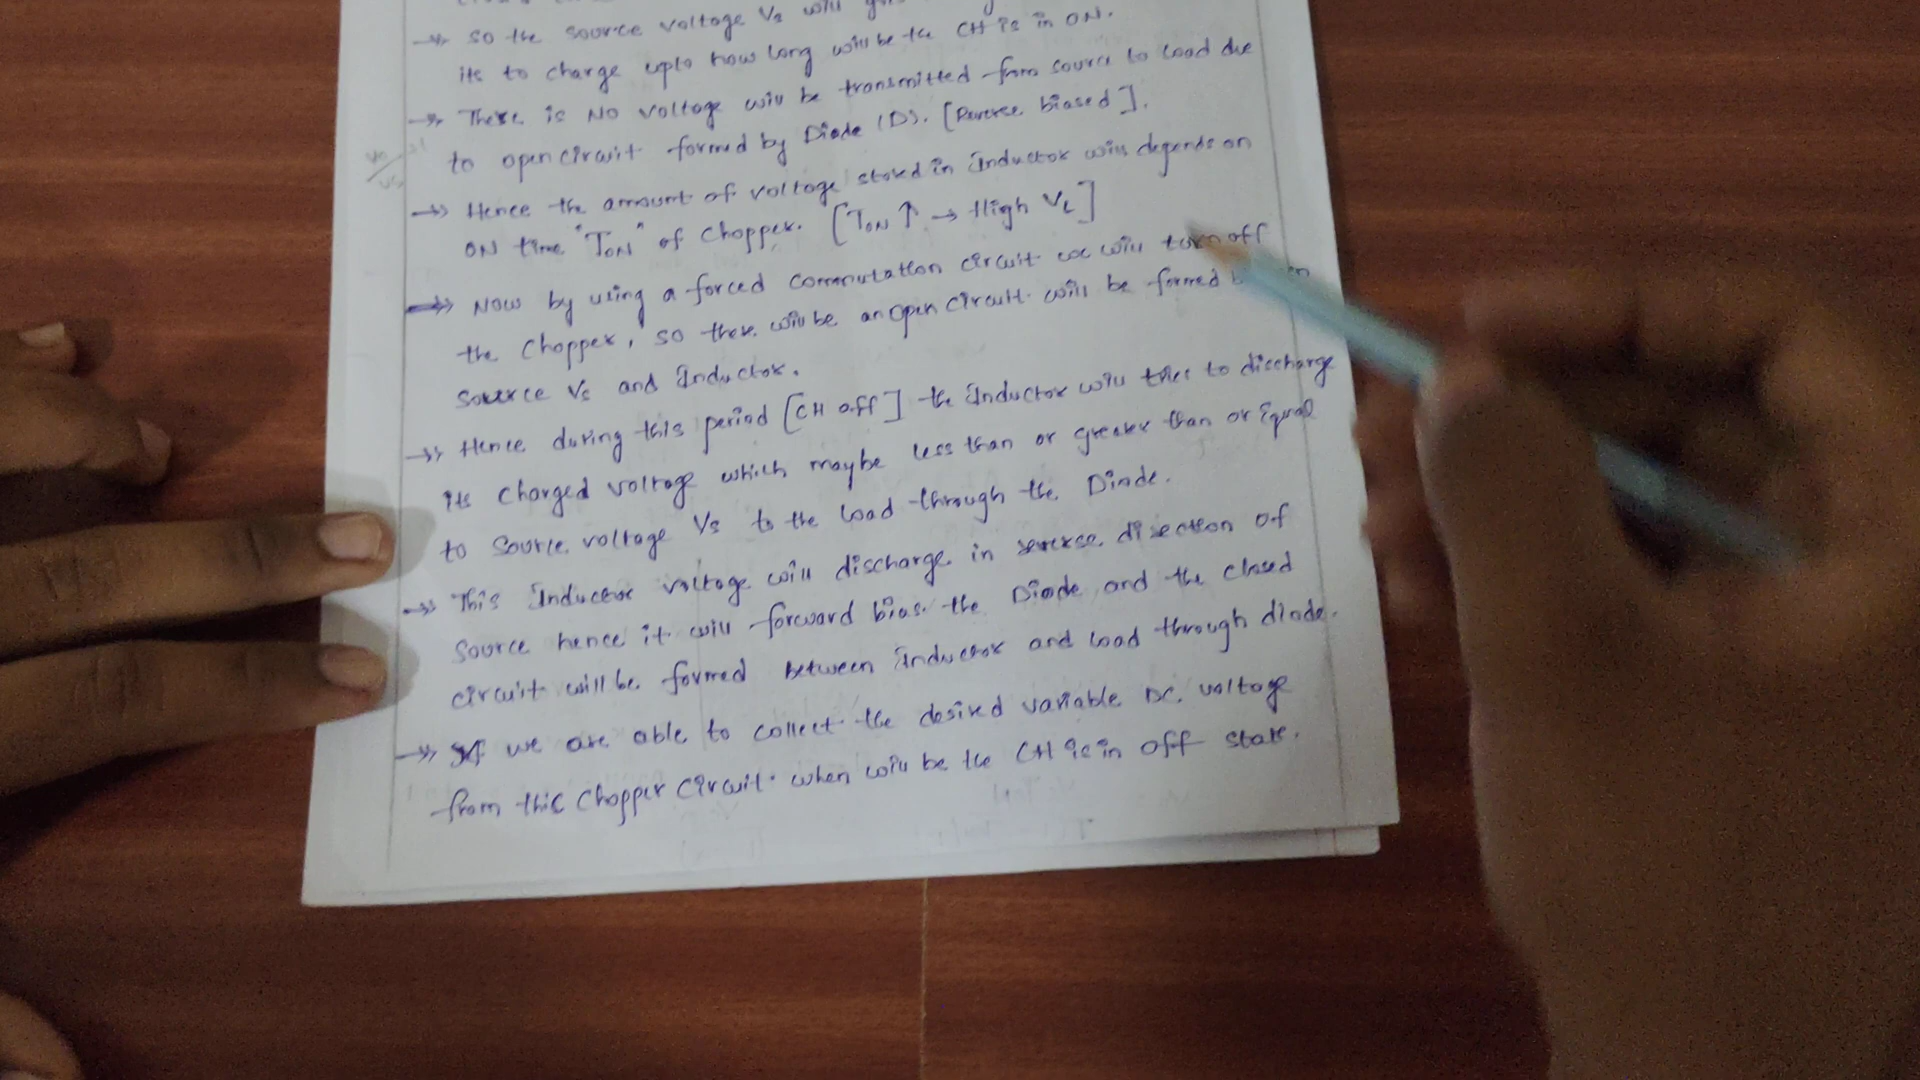 → so the source voltage Vs will
its to charge upto how long will be the CH is in ON.
→ There is No voltage will be transmitted from source to load due
to open circuit formed by Diode (D). [Reverse biased].
→ Hence the amount of voltage stored in Inductor will depends on
ON time "TON" of Chopper. [TON ↑ → High VL]
→ Now by using a forced commutation circuit we will turn off
the Chopper, so there will be an open circuit will be formed
source Vs and Inductor.
→ Hence during this period [CH off] the Inductor will tries to discharge
its charged voltage which maybe less than or greater than or Equal
to source voltage Vs to the load through the Diode.
→ This Inductor voltage will discharge in reverse direction of
source hence it will forward bias the Diode and the closed
circuit will be formed between Inductor and load through diode.
→ we are able to collect the desired variable DC voltage
from this chopper circuit when will be the CH is in off state.